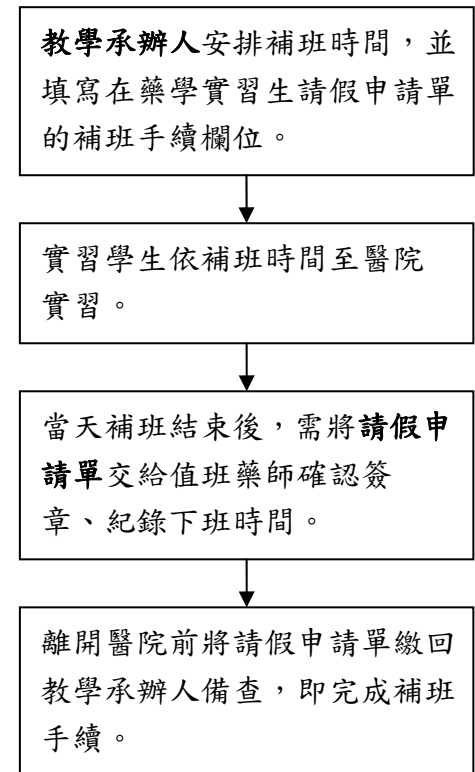 教學承辦人安排補班時間，並
填寫在藥學實習生請假申請單
的補班手續欄位。
實習學生依補班時間至醫院
實習。
當天補班結束後，需將請假申
請單交給值班藥師確認簽
章、紀錄下班時間。
離開醫院前將請假申請單繳回
教學承辦人備查，即完成補班
手續。